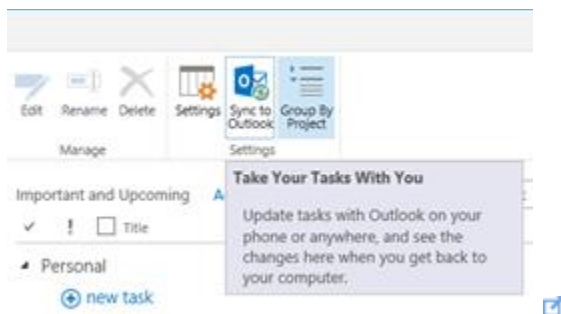 Edit Rename Delete Settings Sync to Outlook Group By Project
Manage Settings
Take Your Tasks With You
Important and Upcoming
Update tasks with Outlook on your
phone or anywhere, and see the
changes here when you get back to
your computer.
! Title
Personal
new task